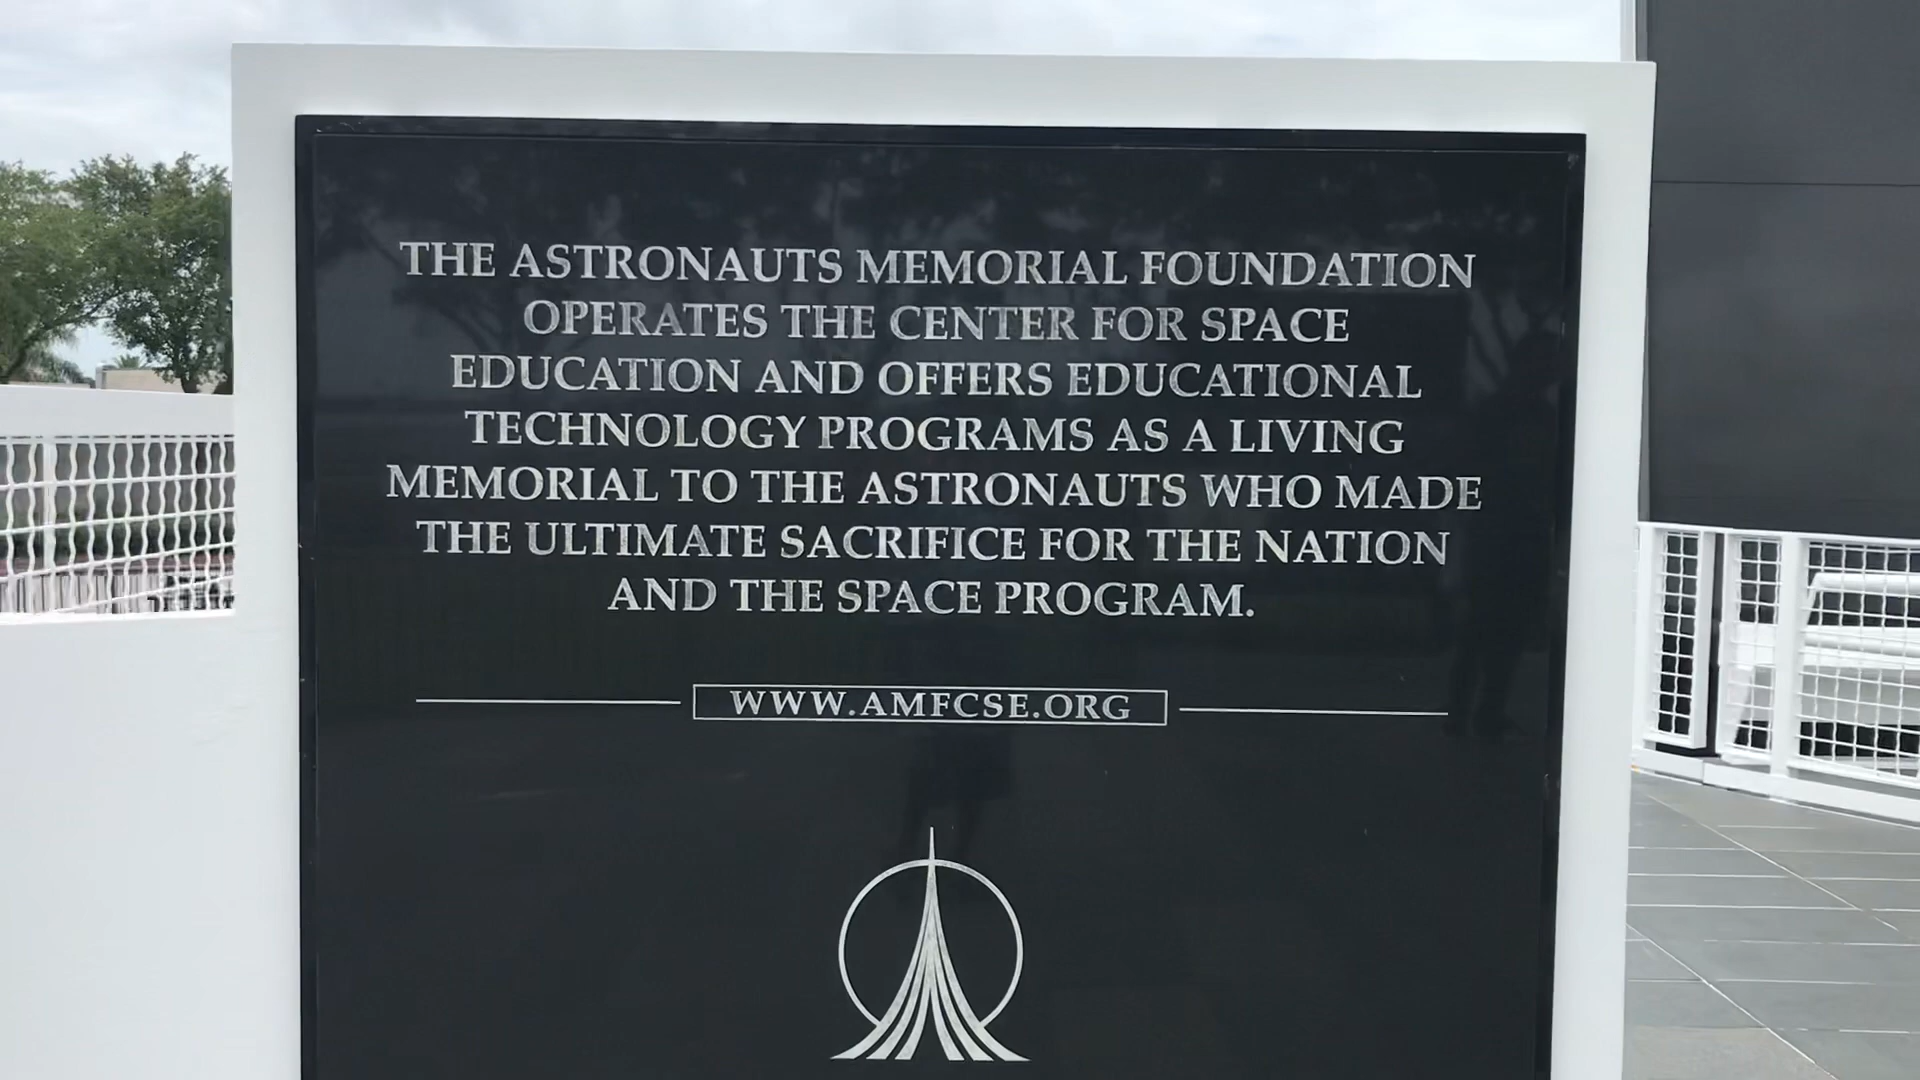 THE ASTRONAUTS MEMORIAL FOUNDATION
OPERATES THE CENTER FOR SPACE
EDUCATION AND OFFERS EDUCATIONAL
TECHNOLOGY PROGRAMS AS A LIVING
MEMORIAL TO THE ASTRONAUTS WHO MADE
THE ULTIMATE SACRIFICE FOR THE NATION
AND THE SPACE PROGRAM.
WWW.AMFCSE.ORG